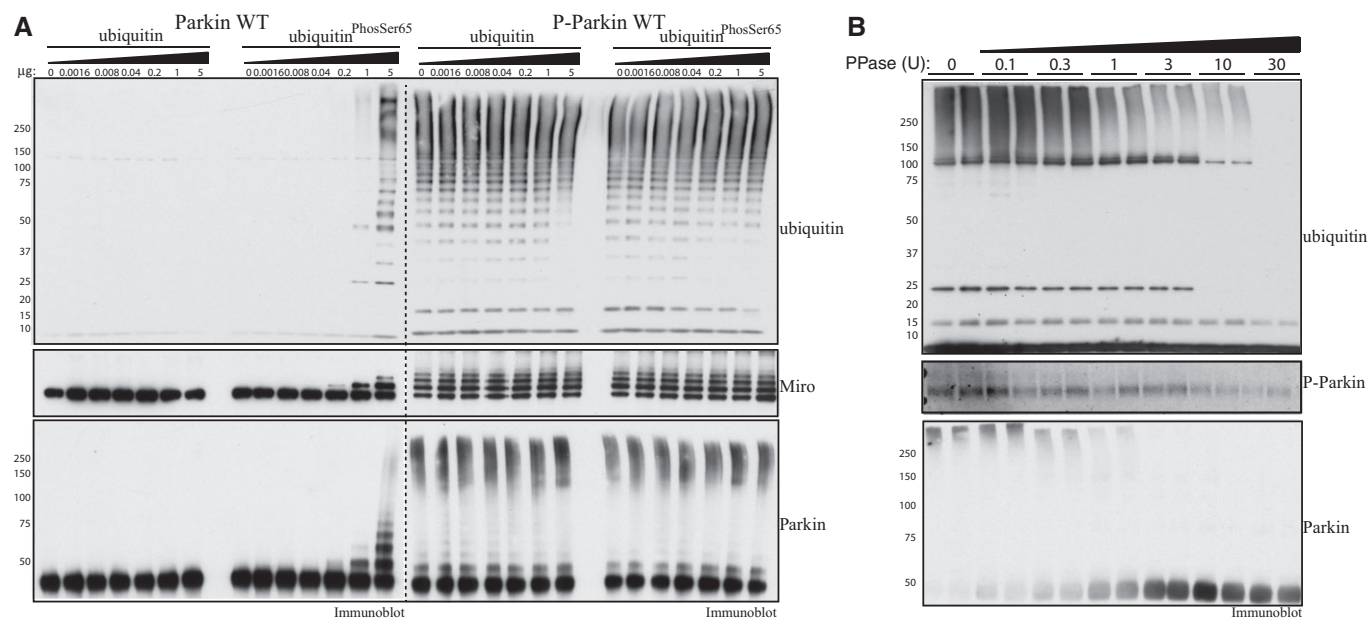 A
Parkin WT
P-Parkin WT
ubiquitin
ubiquitinPhosSer65
ubiquitin
ubiquitinPhosSer65
µg: 0 0.0016 0.008 0.04 0.2 1 5
0 0.0016 0.008 0.04 0.2 1 5
0 0.0016 0.008 0.04 0.2 1 5
0 0.0016 0.008 0.04 0.2 1 5
250
150
100
75
50
37
25
20
15
10
ubiquitin
Miro
250
150
100
75
50
Parkin
Immunoblot
Immunoblot
B
PPase (U): 0 0.1 0.3 1 3 10 30
250
150
100
75
50
37
25
20
15
10
ubiquitin
P-Parkin
250
150
100
75
50
Parkin
Immunoblot